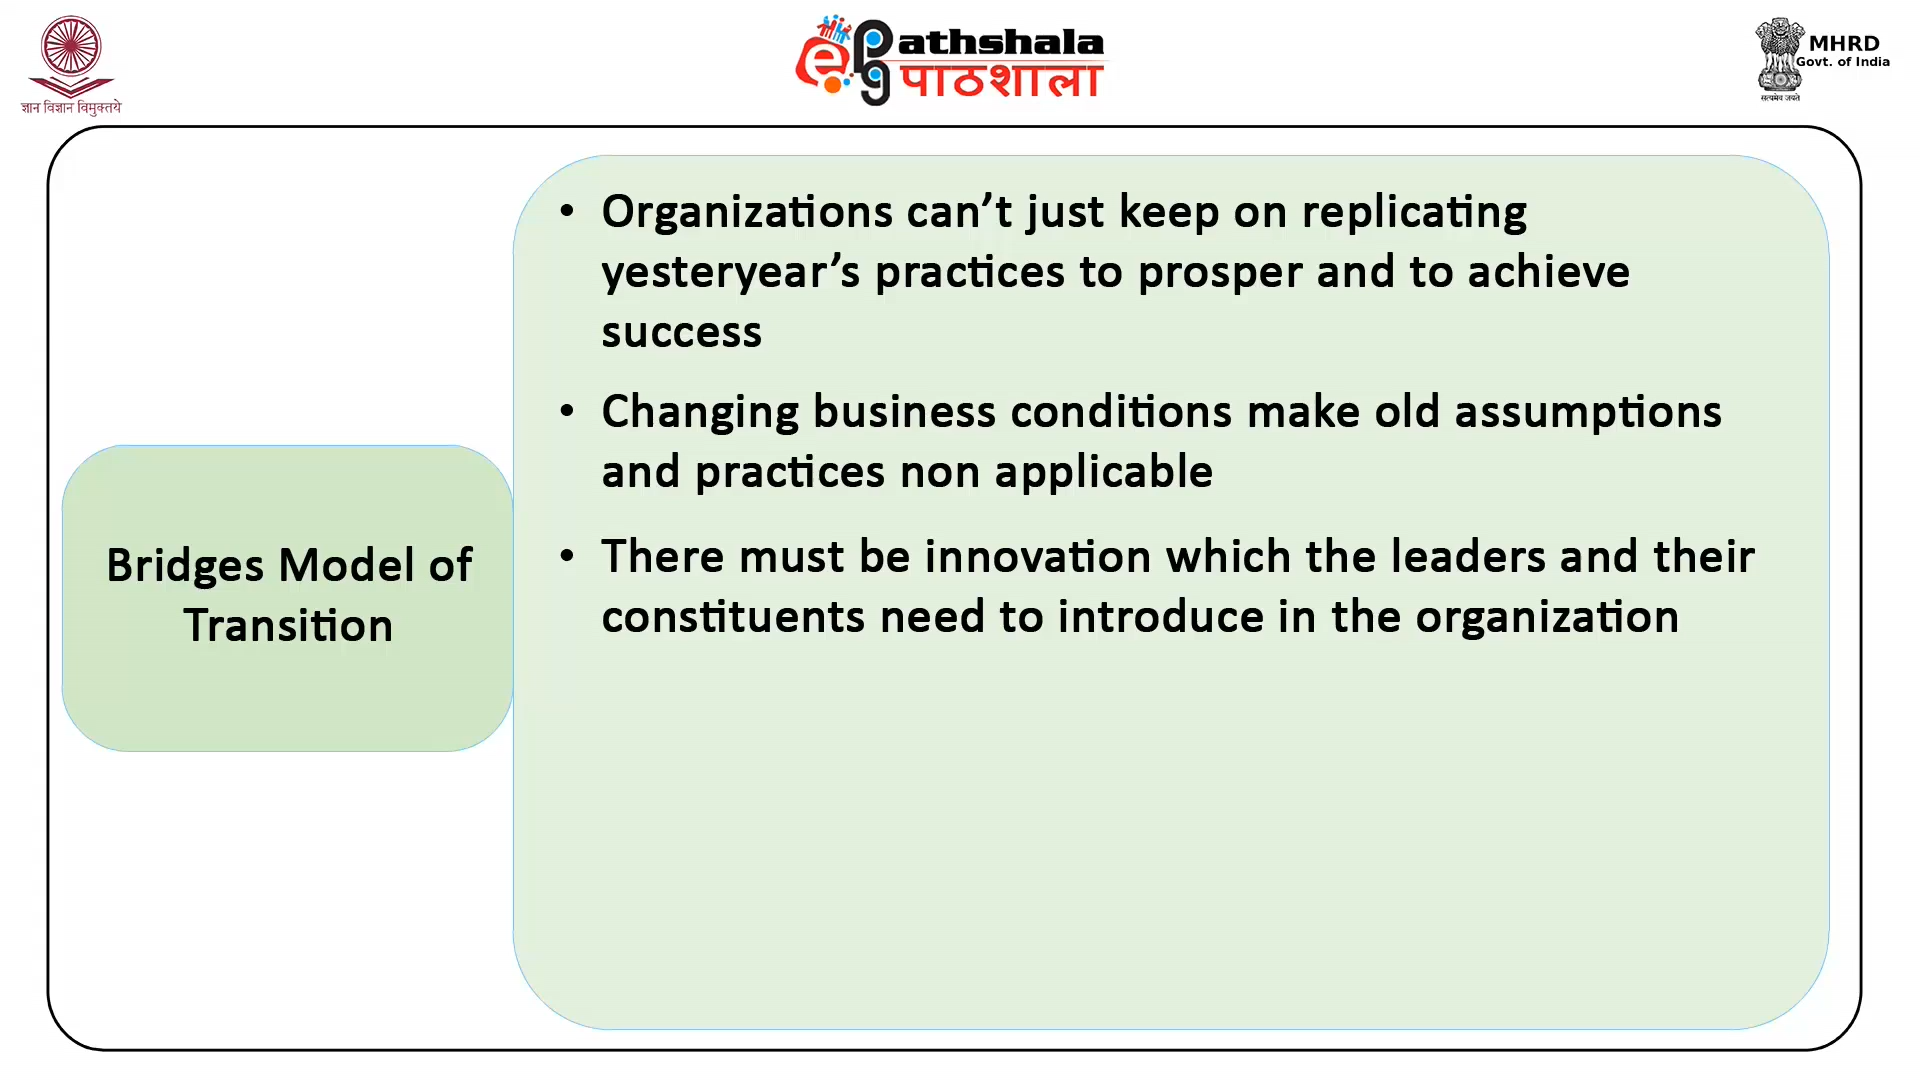 ज्ञान विज्ञान विमुक्तये
epg Pathshala
पाठशाला
MHRD
Govt. of India
सत्यमेव जयते
Bridges Model of
Transition
• Organizations can’t just keep on replicating
yesteryear’s practices to prosper and to achieve
success
• Changing business conditions make old assumptions
and practices non applicable
• There must be innovation which the leaders and their
constituents need to introduce in the organization